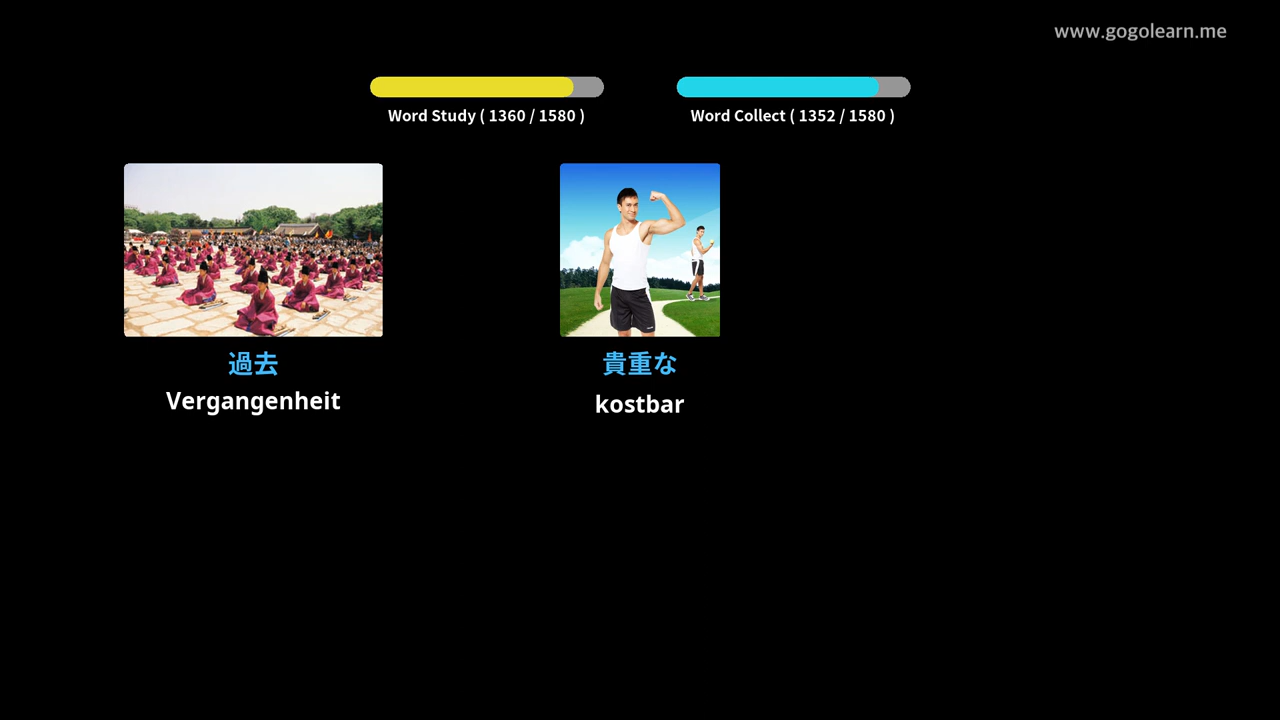 www.gogolearn.me
Word Study ( 1360 / 1580 )
Word Collect ( 1352 / 1580 )
過去
Vergangenheit
貴重な
kostbar